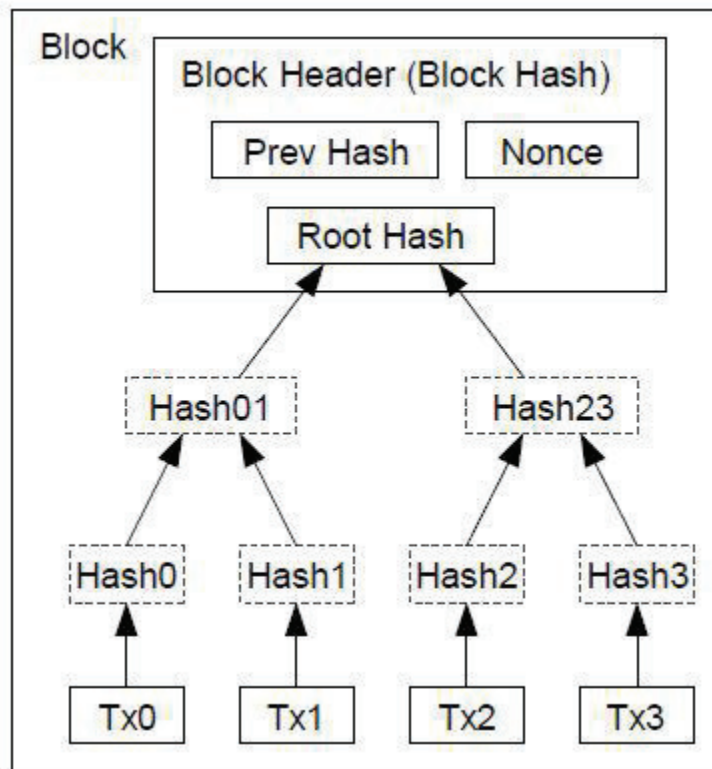 Block
Block Header (Block Hash)
Prev Hash
Nonce
Root Hash
Hash01
Hash23
Hash0
Hash1
Hash2
Hash3
Tx0
Tx1
Tx2
Tx3